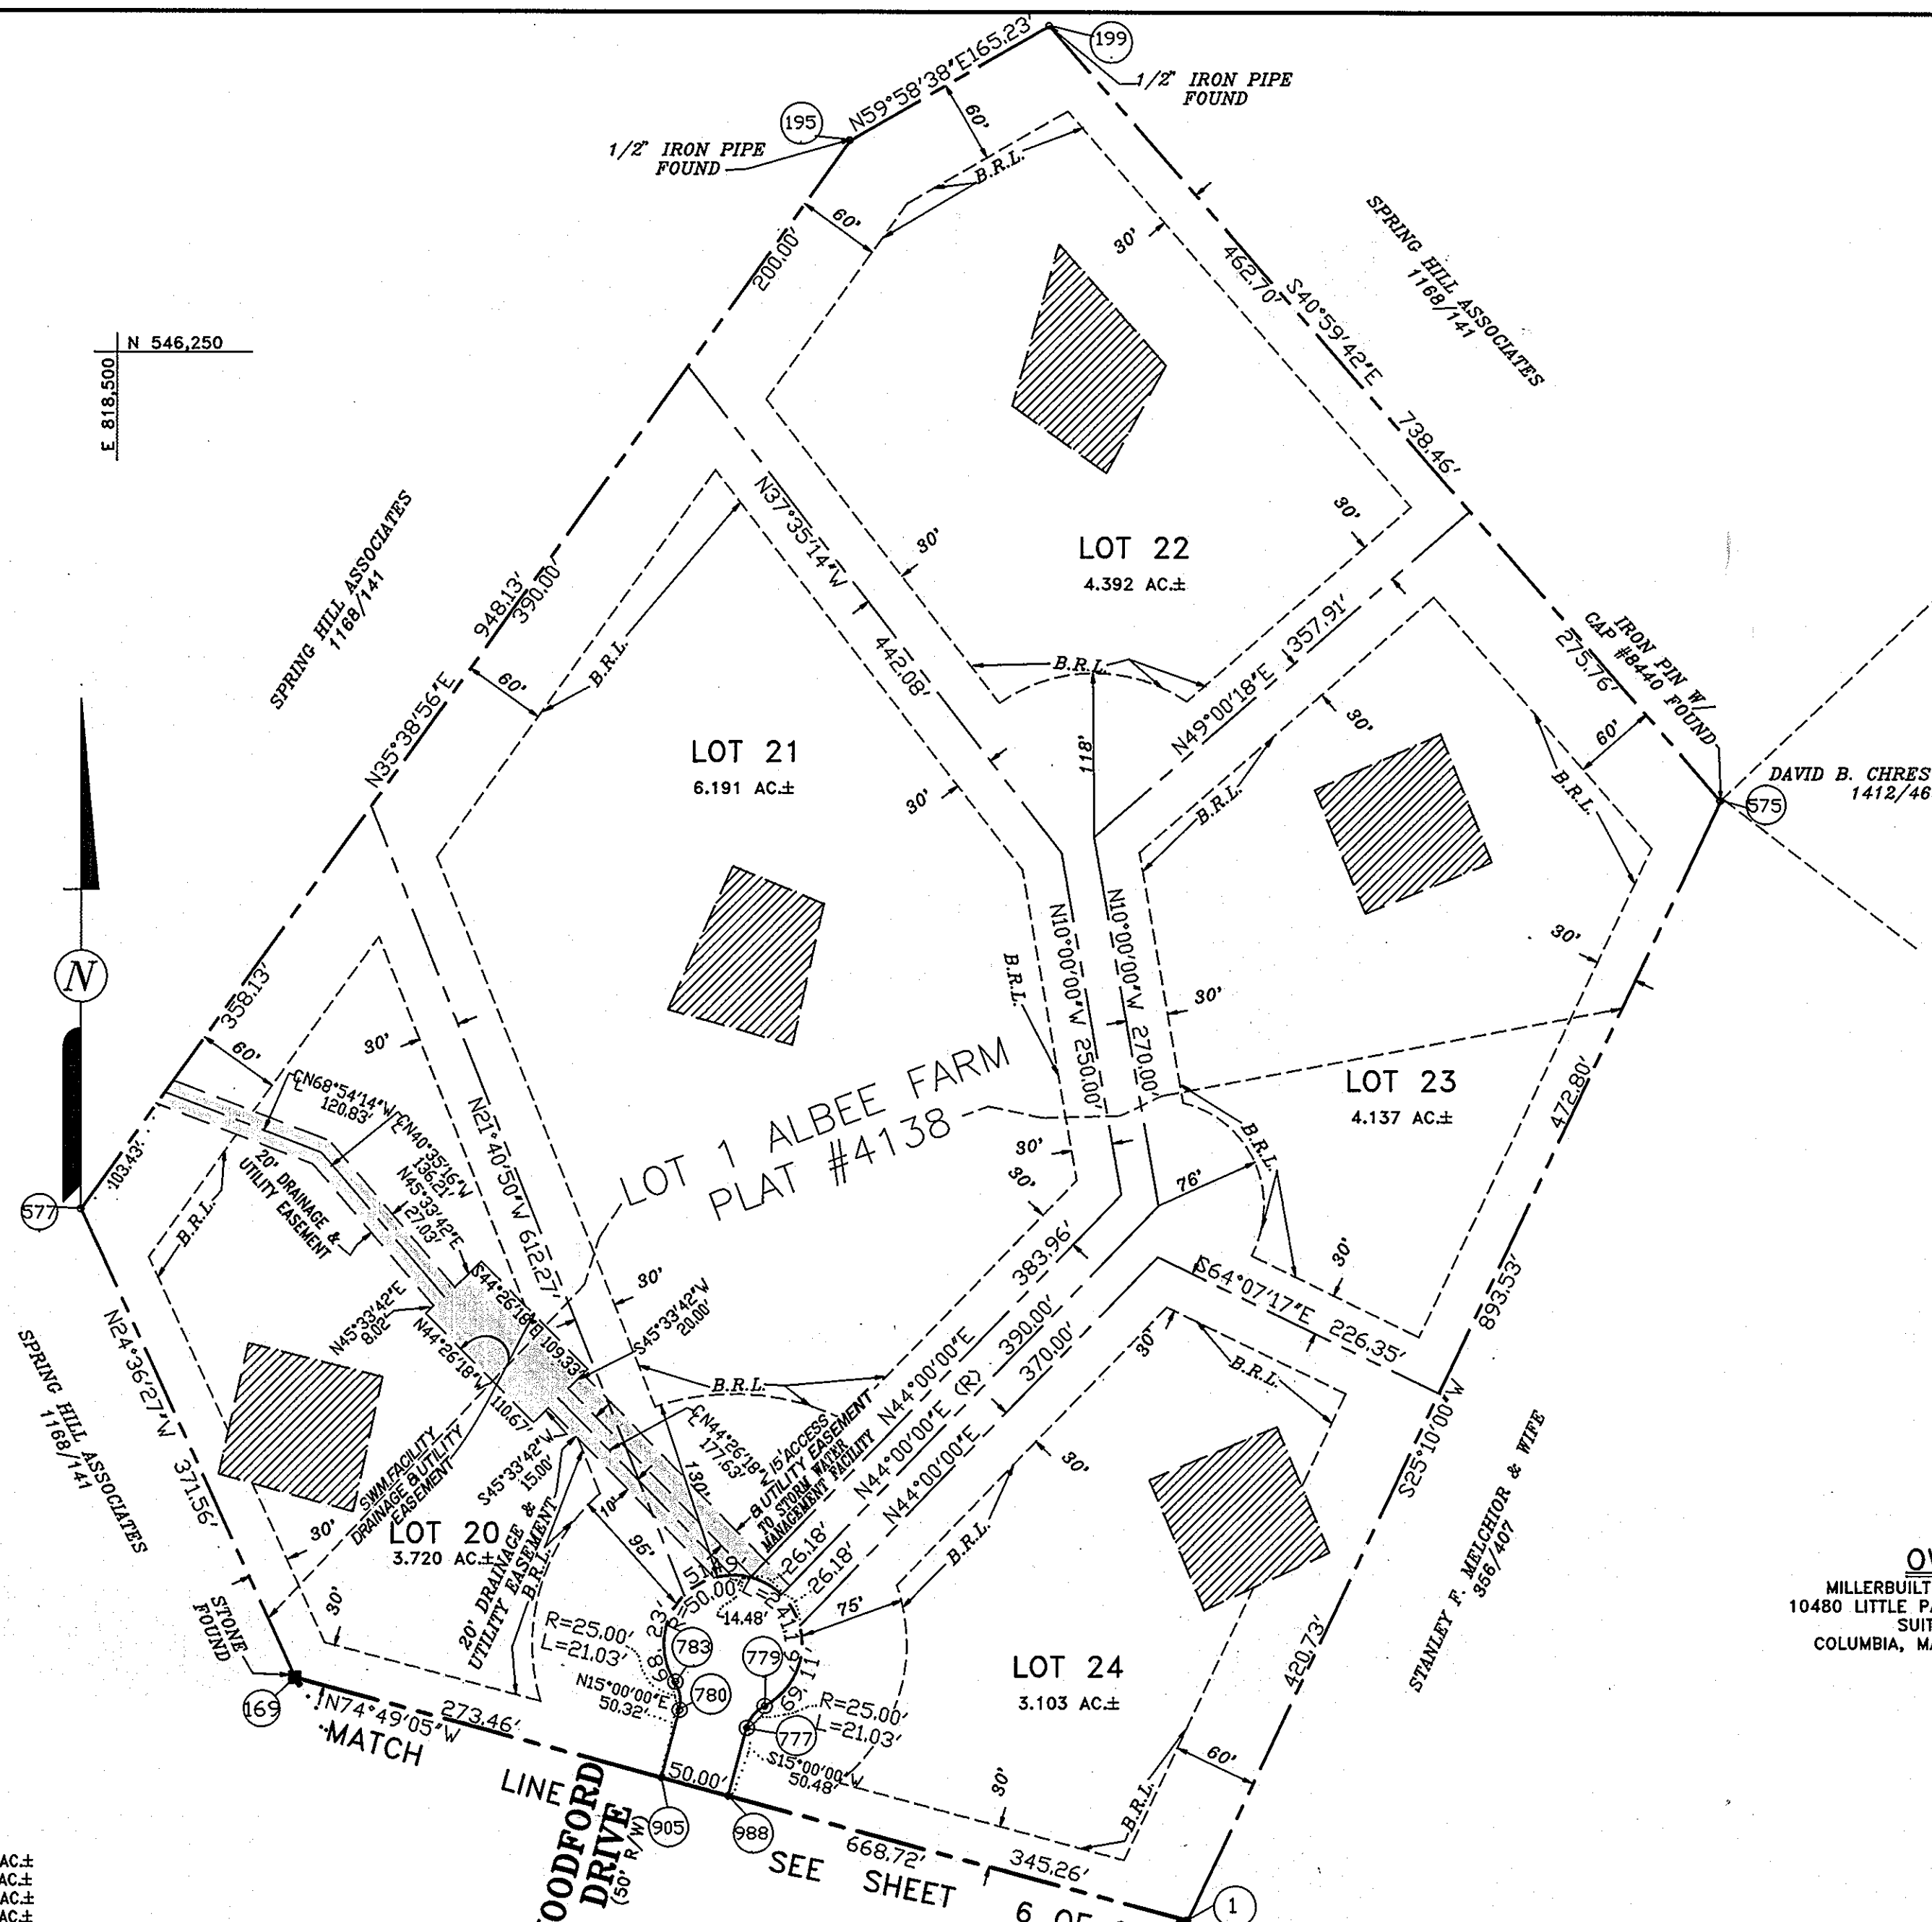 N59°58'38"E 165.23'
199
1/2" IRON PIPE
FOUND
195
1/2" IRON PIPE
FOUND
60'
B.R.L.
60'
200.00'
30'
462.70'
S40°59'42"E
738.46'
SPRING HILL ASSOCIATES
1168/141
N 546,250
E 818,500
N37°35'14"W
442.08'
30'
30'
LOT 22
4.392 AC.±
B.R.L.
N49°00'18"E 357.91'
118'
30'
B.R.L.
275.76'
IRON PIN W/
CAP #8440 FOUND
60'
B.R.L.
DAVID B. CHRES
1412/46
575
SPRING HILL ASSOCIATES
1168/141
948.13'
390.00'
N35°38'56"E
60'
B.R.L.
LOT 21
6.191 AC.±
30'
B.R.L.
N10°00'00"W 250.00'
N10°00'00"W 270.00'
30'
30'
N
358.13'
60'
30'
LOT 1 ALBEE FARM
PLAT #4138
LOT 23
4.137 AC.±
472.80'
893.53'
S25°10'00"W
℄N68°54'14"W
120.83'
℄N40°35'16"W
136.21'
N45°33'42"E
27.03'
20' DRAINAGE &
UTILITY EASEMENT
103.43'
577
B.R.L.
N21°40'50"W 612.27'
30'
30'
30'
B.R.L.
76'
30'
S64°07'17"E 226.35'
B.R.L.
30'
N45°33'42"E
8.02'
N44°26'18"W
110.67'
S44°26'18"E
109.33'
S45°33'42"W
20.00'
B.R.L.
383.96'
N44°00'00"E
390.00'
N44°00'00"E (R)
370.00'
N44°00'00"E
SPRING HILL ASSOCIATES
1168/141
N24°36'27"W
371.56'
30'
SWM FACILITY
DRAINAGE & UTILITY
EASEMENT
S45°33'42"W
15.00'
℄N44°26'18"W
177.63'
130'
15' ACCESS
& UTILITY EASEMENT
TO STORM WATER
MANAGEMENT FACILITY
LOT 20
3.720 AC.±
20' DRAINAGE &
UTILITY EASEMENT
B.R.L.
10'
95'
30'
26.18'
26.18'
14.48'
75'
B.R.L.
30'
STANLEY F. MELCHIOR & WIFE
356/407
420.73'
STONE
FOUND
169
N74°49'05"W
273.46'
R=25.00'
L=21.03'
783
779
N15°00'00"E
50.32'
780
R=25.00'
L=21.03'
777
S15°00'00"W
50.48'
LOT 24
3.103 AC.±
60'
30'
B.R.L.
50.00'
905
988
668.72'
345.26'
1
MATCH LINE SEE SHEET 6 OF
OODFORD
DRIVE
(50' R/W)
MILLERBUILT
10480 LITTLE PA
SUIT
COLUMBIA, MA
AC.±
AC.±
AC.±
AC.±